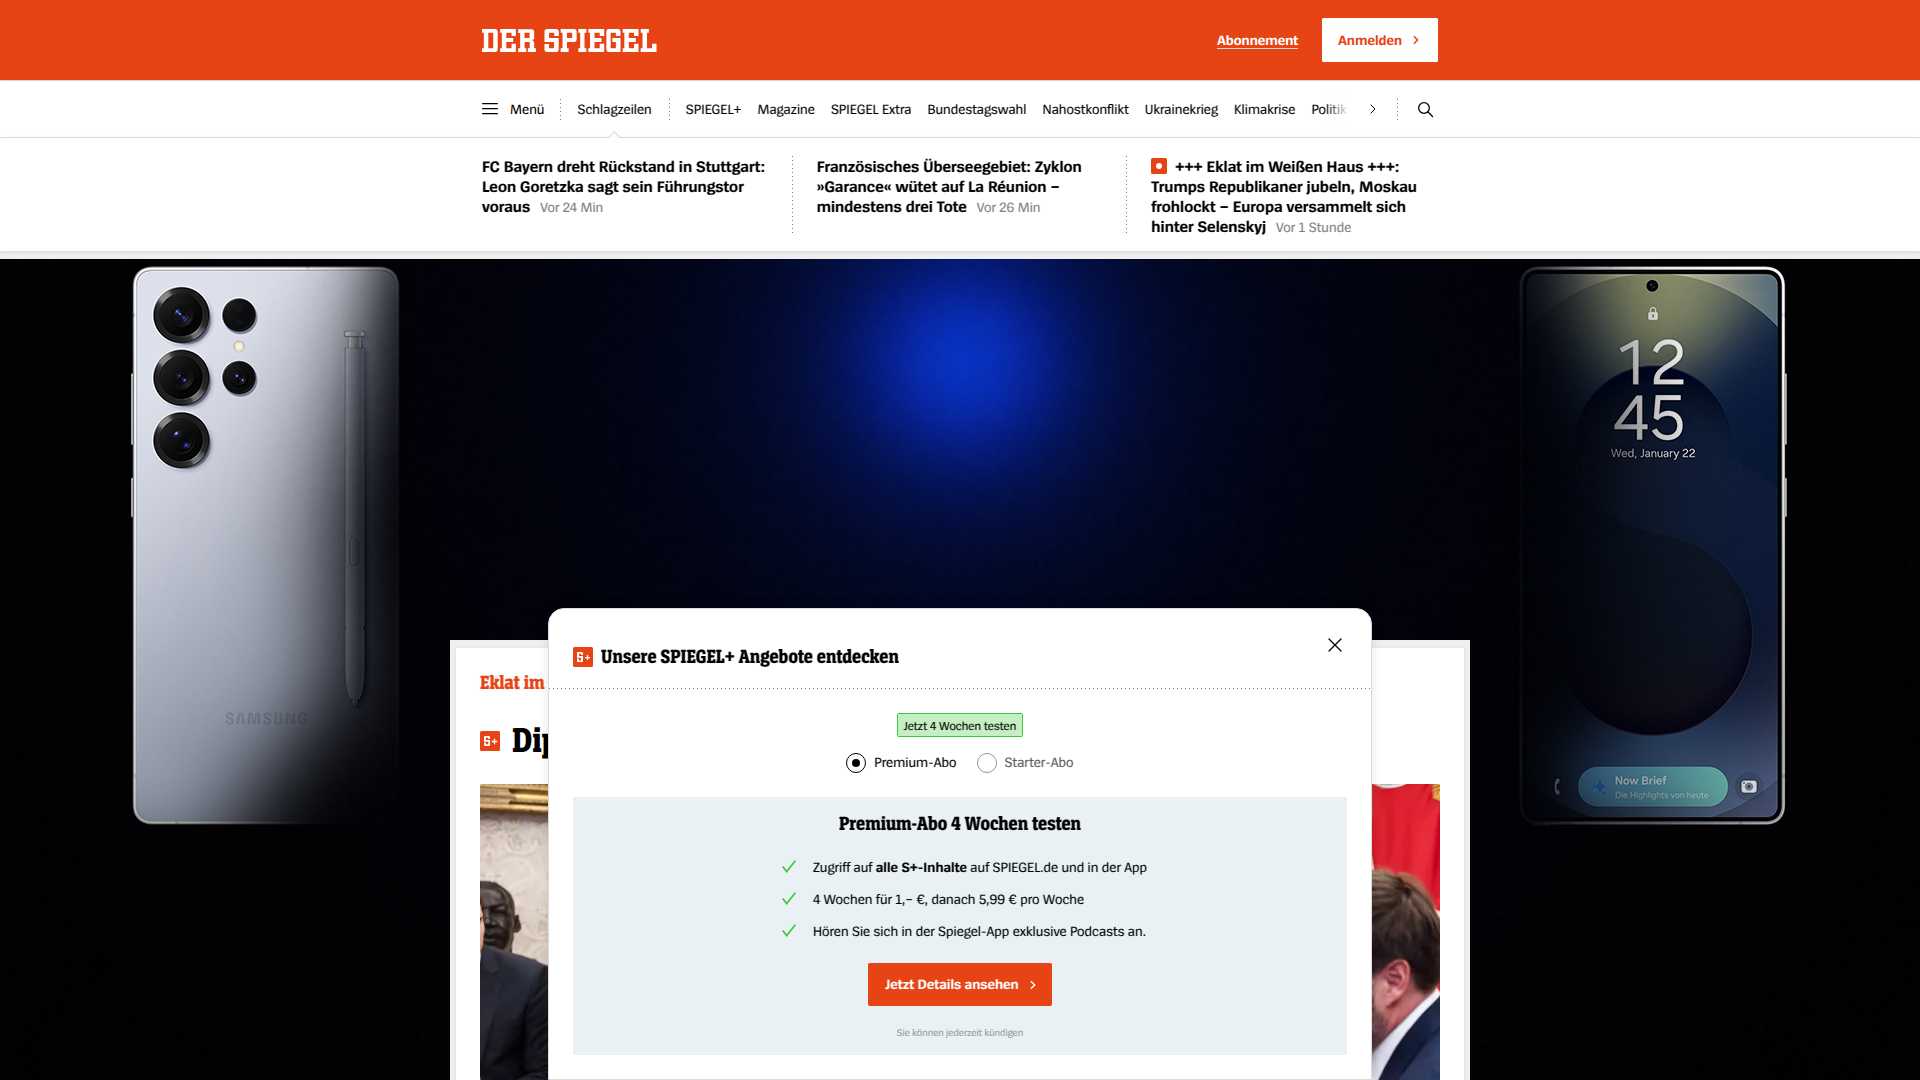 DER SPIEGEL
Abonnement
Anmelden
Menü
Schlagzeilen
SPIEGEL+
Magazine
SPIEGEL Extra
Bundestagswahl
Nahostkonflikt
Ukrainekrieg
Klimakrise
Politik
FC Bayern dreht Rückstand in Stuttgart:
Leon Goretzka sagt sein Führungstor
voraus Vor 24 Min
Französisches Überseegebiet: Zyklon
»Garance« wütet auf La Réunion –
mindestens drei Tote Vor 26 Min
+++ Eklat im Weißen Haus +++:
Trumps Republikaner jubeln, Moskau
frohlockt – Europa versammelt sich
hinter Selenskyj Vor 1 Stunde
12
45
Wed, January 22
SAMSUNG
Now Brief
Die Highlights von heute
Eklat im
S+ Unsere SPIEGEL+ Angebote entdecken
Jetzt 4 Wochen testen
S+
Premium-Abo
Starter-Abo
Premium-Abo 4 Wochen testen
Zugriff auf alle S+-Inhalte auf SPIEGEL.de und in der App
4 Wochen für 1,– €, danach 5,99 € pro Woche
Hören Sie sich in der Spiegel-App exklusive Podcasts an.
Jetzt Details ansehen
Sie können jederzeit kündigen